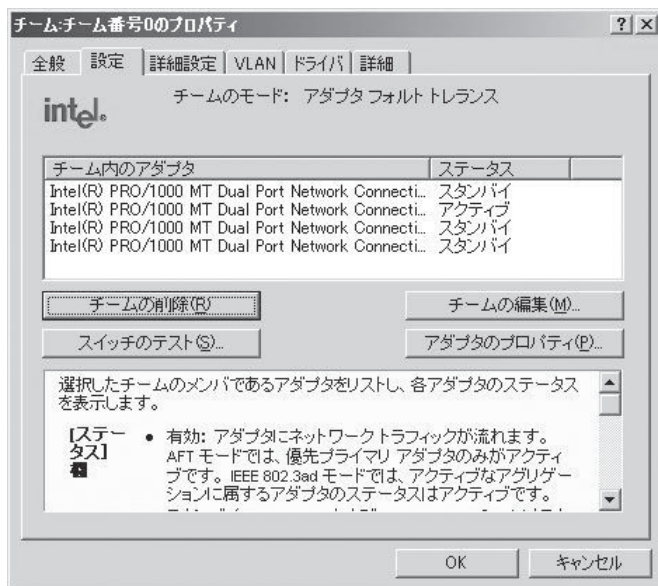 チーム:チーム番号0のプロパティ
全般 設定 詳細設定 VLAN ドライバ 詳細
intel®
チームのモード: アダプタ フォルト トレランス
チーム内のアダプタ ステータス
Intel(R) PRO/1000 MT Dual Port Network Connecti... スタンバイ
Intel(R) PRO/1000 MT Dual Port Network Connecti... アクティブ
Intel(R) PRO/1000 MT Dual Port Network Connecti... スタンバイ
Intel(R) PRO/1000 MT Dual Port Network Connecti... スタンバイ
チームの削除(R) チームの編集(M)...
スイッチのテスト(S)... アダプタのプロパティ(P)...
選択したチームのメンバであるアダプタをリストし、各アダプタのステータス
を表示します。
[ステー
タス]
• 有効: アダプタにネットワークトラフィックが流れます。
AFT モードでは、優先プライマリ アダプタのみがアクティ
ブです。IEEE 802.3ad モードでは、アクティブなアグリゲー
ションに属するアダプタのステータスはアクティブです。
OK キャンセル